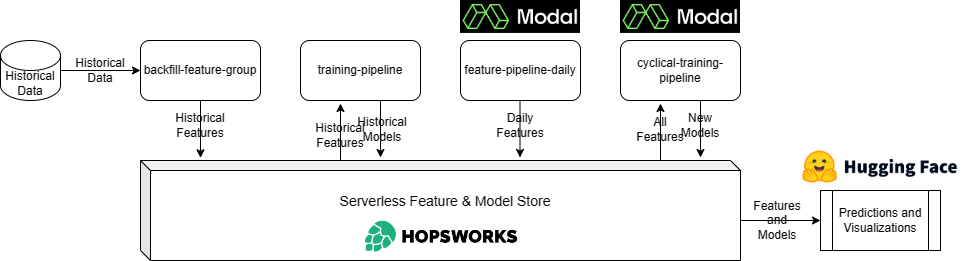 Modal
Modal
Historical
Data
Historical
Data
backfill-feature-group
training-pipeline
feature-pipeline-daily
cyclical-training-
pipeline
Historical
Features
Historical
Features
Historical
Models
Daily
Features
All
Features
New
Models
Serverless Feature & Model Store
HOPSWORKS
Features
and
Models
Hugging Face
Predictions and
Visualizations